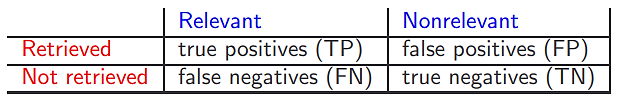 Relevant Nonrelevant
Retrieved true positives (TP) false positives (FP)
Not retrieved false negatives (FN) true negatives (TN)